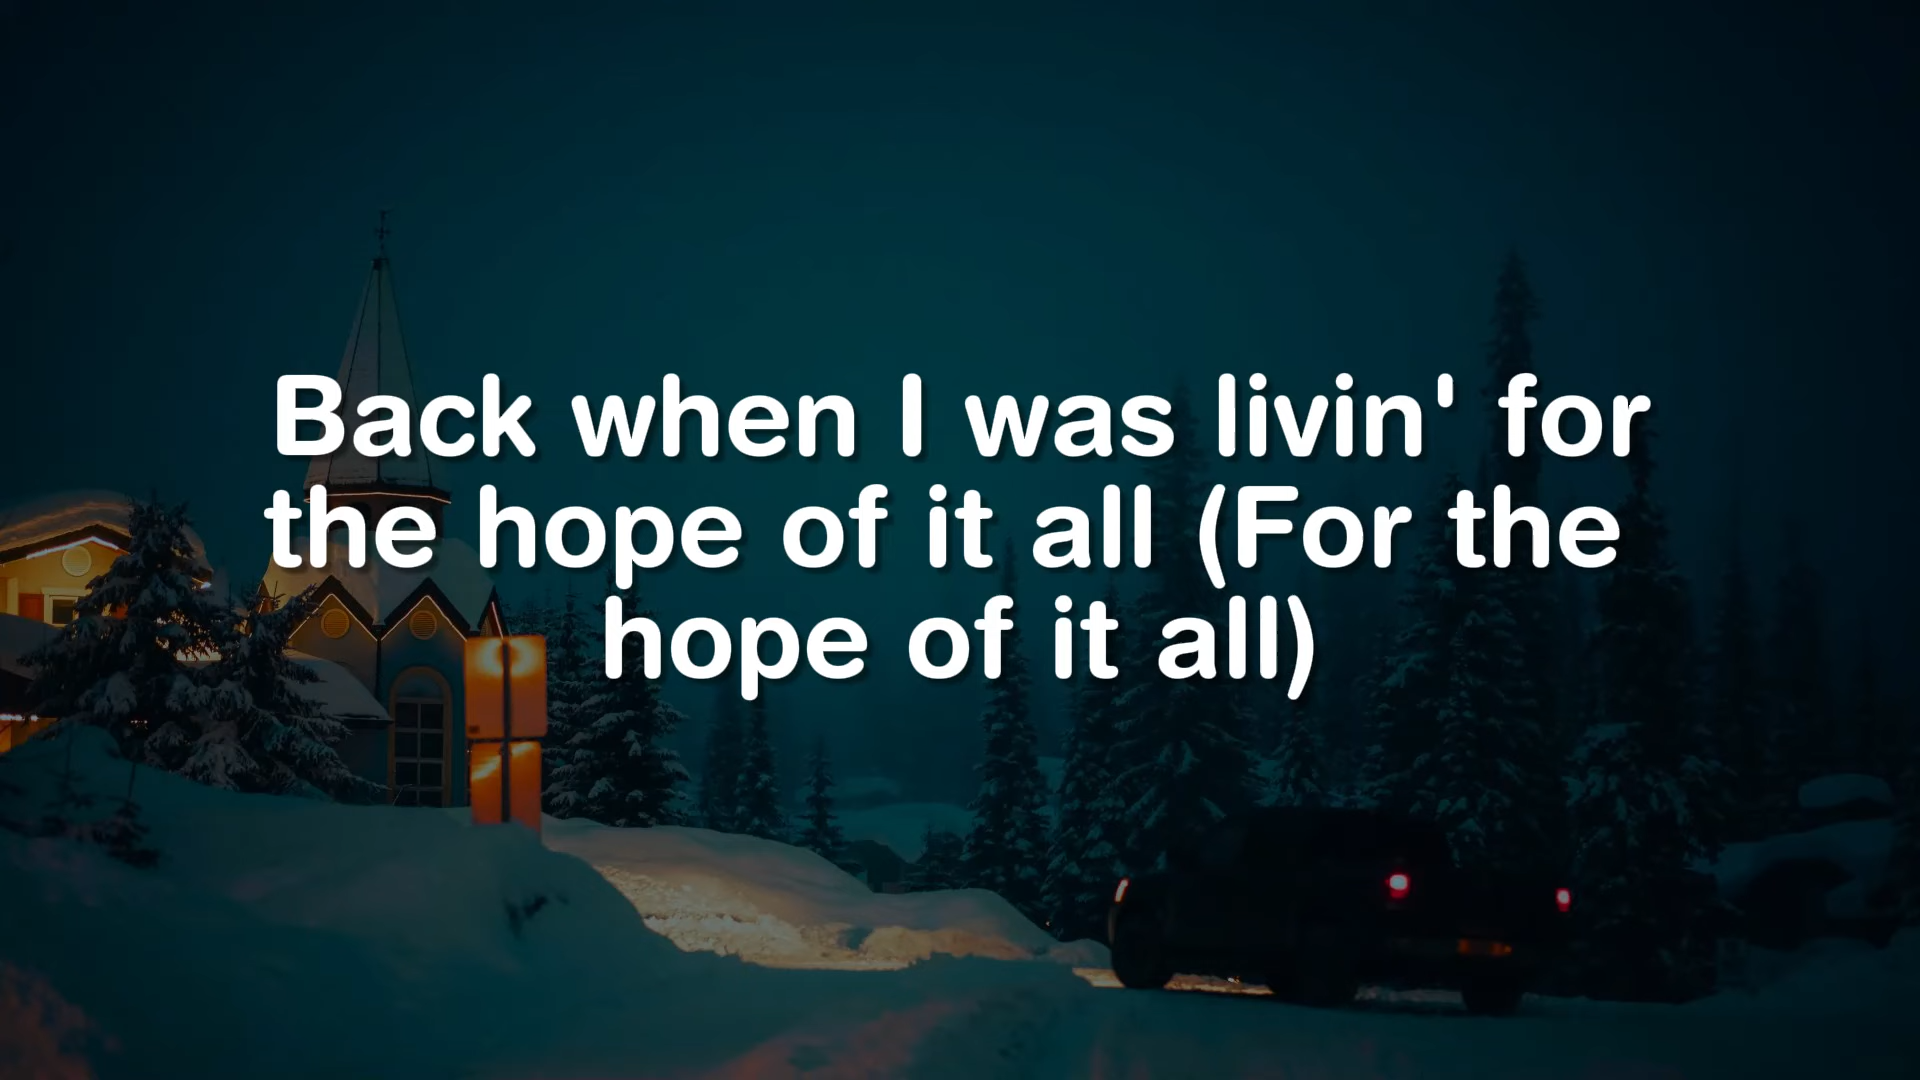 Back when I was livin' for
the hope of it all (For the
hope of it all)